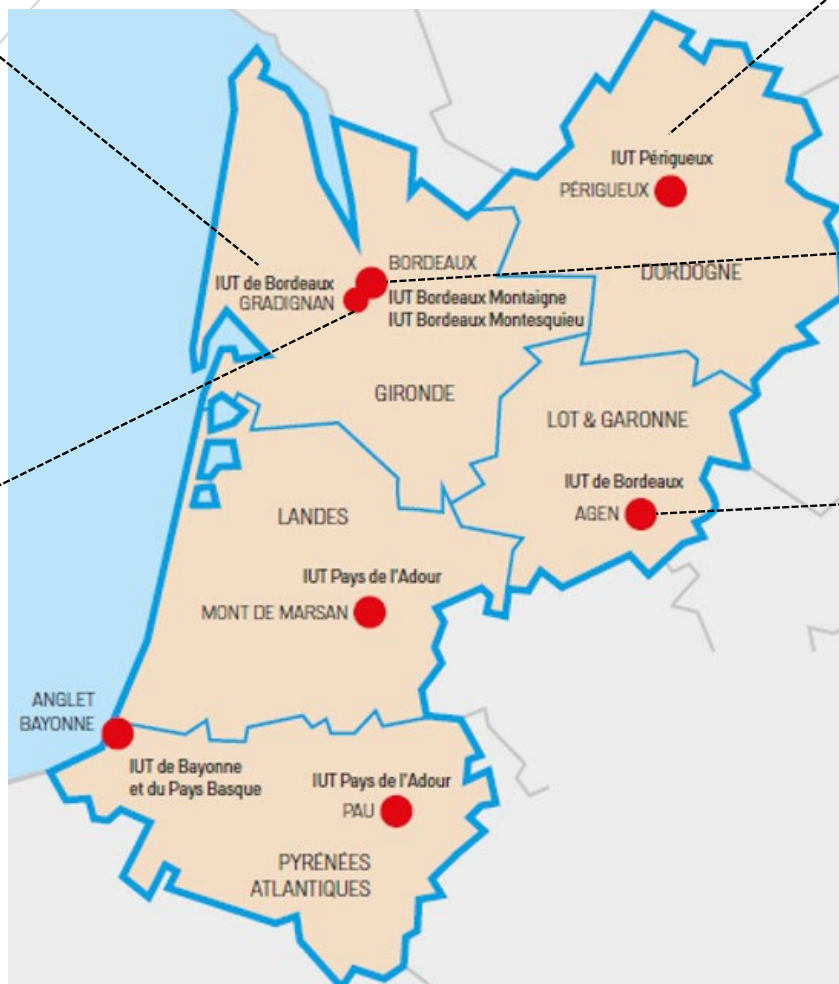 IUT Périgueux
PÉRIGUEUX
DORDOGNE
BORDEAUX
IUT de Bordeaux
GRADIGNAN
IUT Bordeaux Montaigne
IUT Bordeaux Montesquieu
GIRONDE
LOT & GARONNE
IUT de Bordeaux
AGEN
LANDES
IUT Pays de l'Adour
MONT DE MARSAN
ANGLET
BAYONNE
IUT de Bayonne
et du Pays Basque
IUT Pays de l'Adour
PAU
PYRÉNÉES
ATLANTIQUES